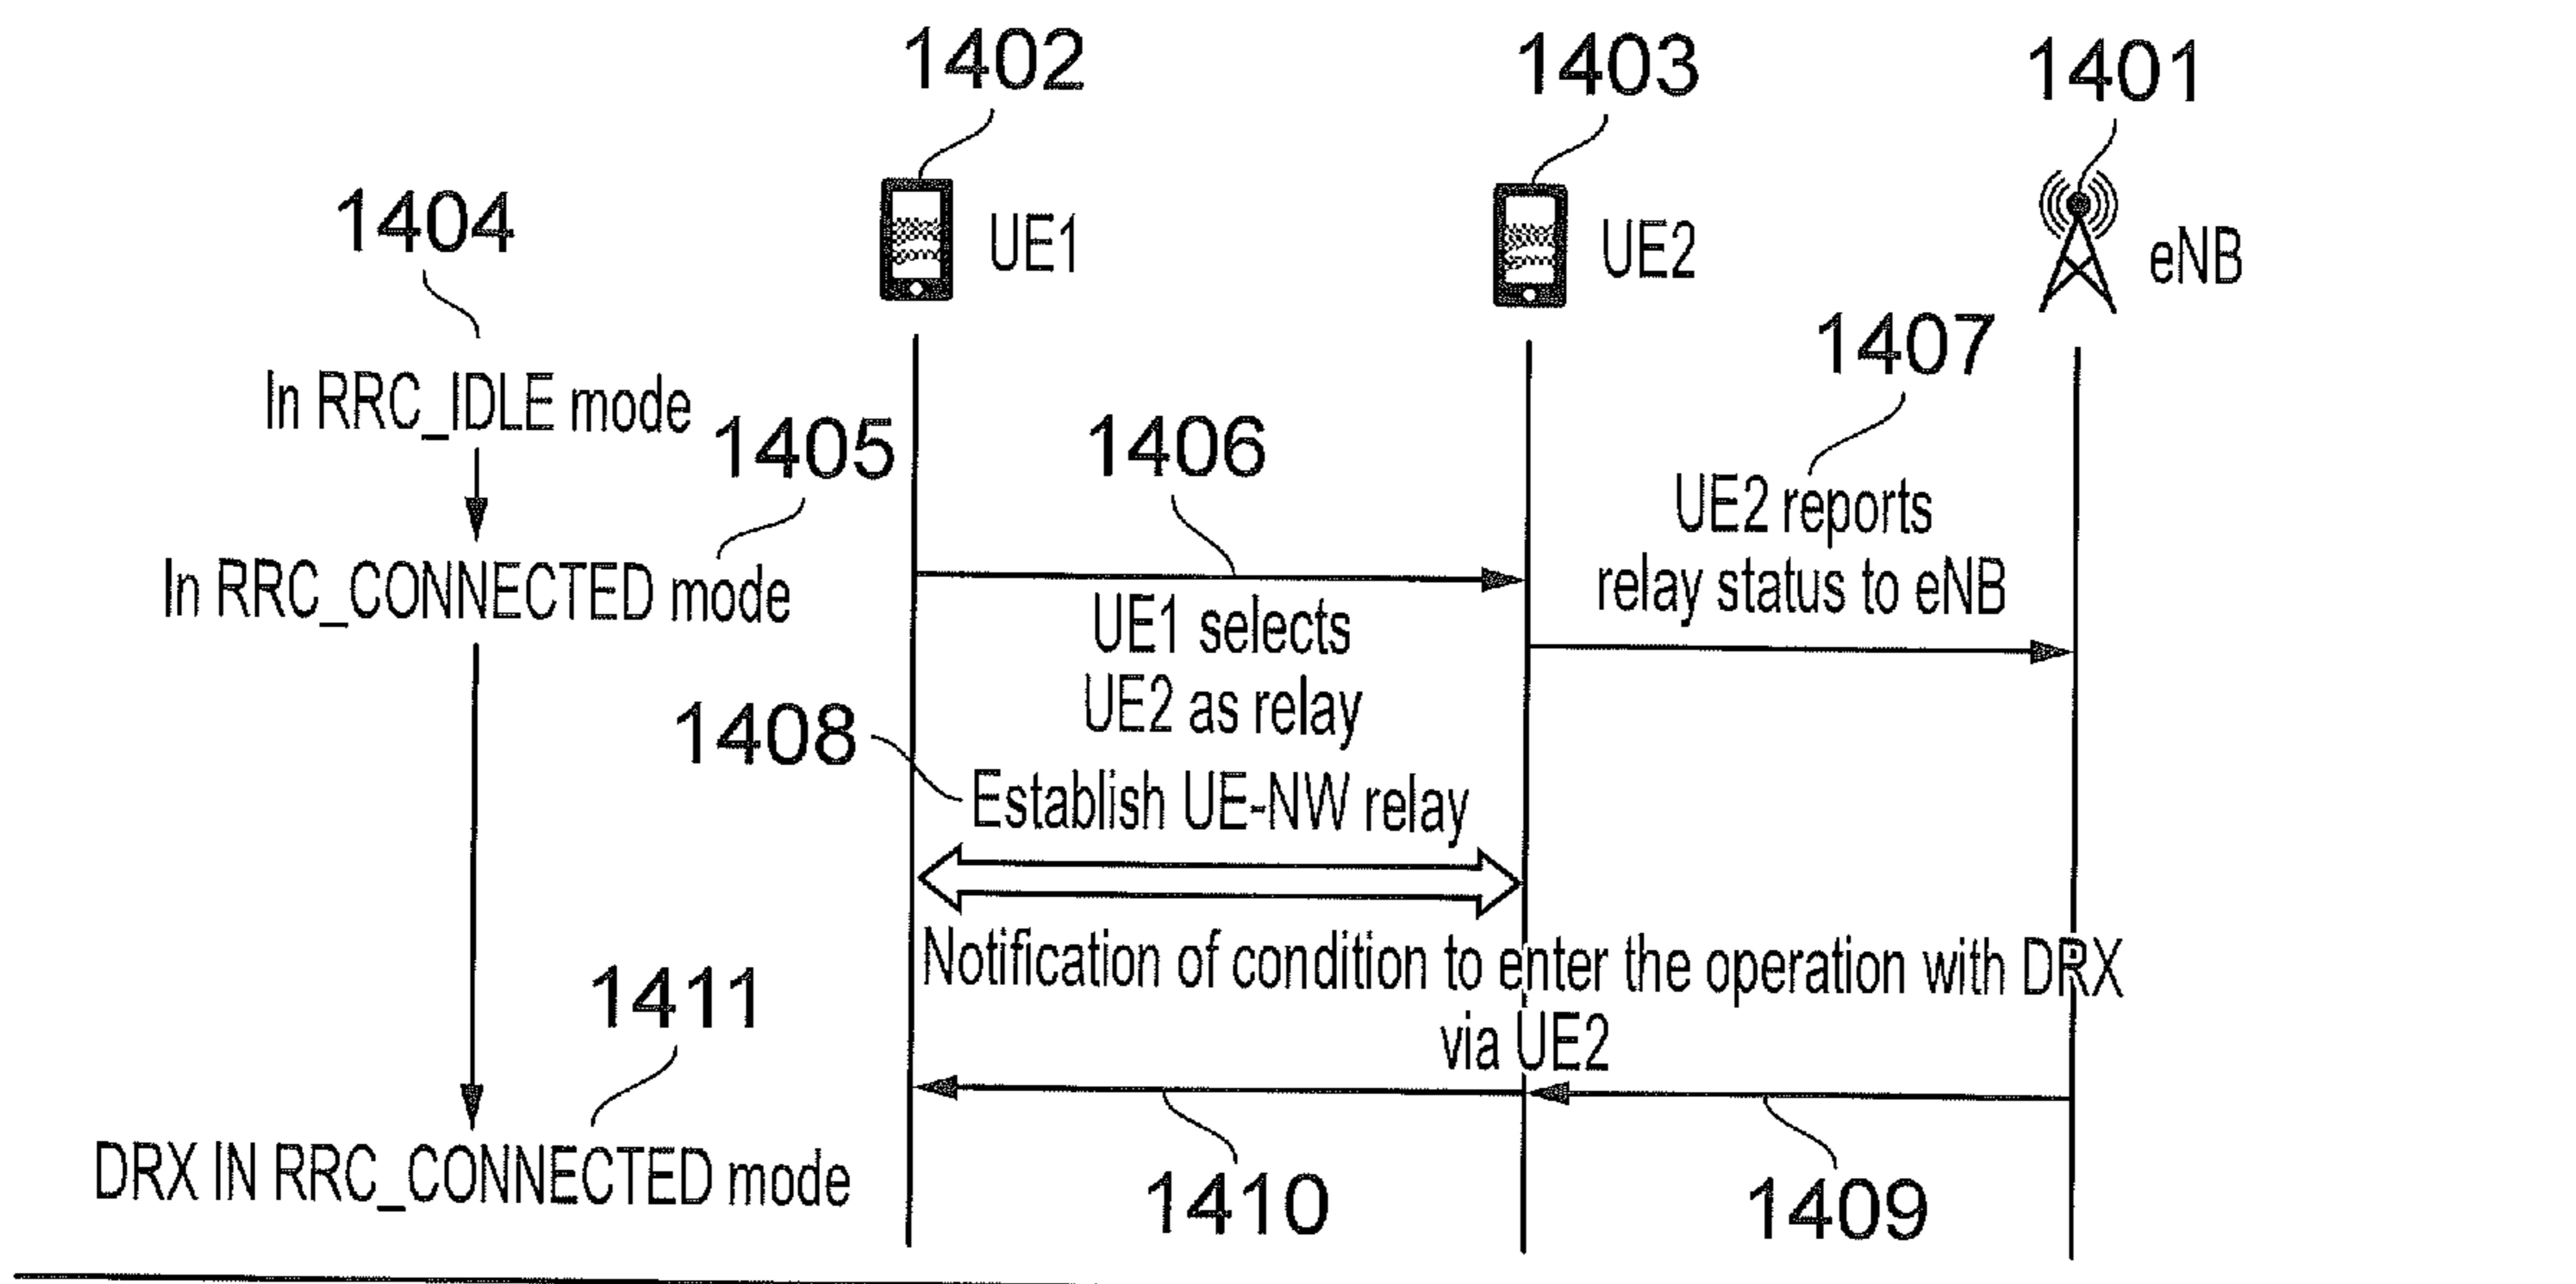 1402
1403
1401
1404
UE1
UE2
eNB
1407
In RRC_IDLE mode
1405
1406
UE2 reports
relay status to eNB
In RRC_CONNECTED mode
UE1 selects
UE2 as relay
1408
Establish UE-NW relay
Notification of condition to enter the operation with DRX
via UE2
1411
DRX IN RRC_CONNECTED mode
1410
1409